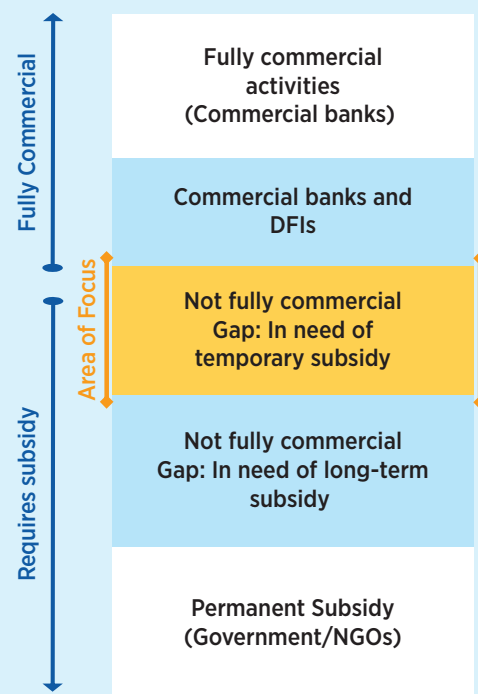 Fully Commercial
Requires subsidy
Area of Focus
Fully commercial
activities
(Commercial banks)
Commercial banks and
DFIs
Not fully commercial
Gap: In need of
temporary subsidy
Not fully commercial
Gap: In need of long-term
subsidy
Permanent Subsidy
(Government/NGOs)